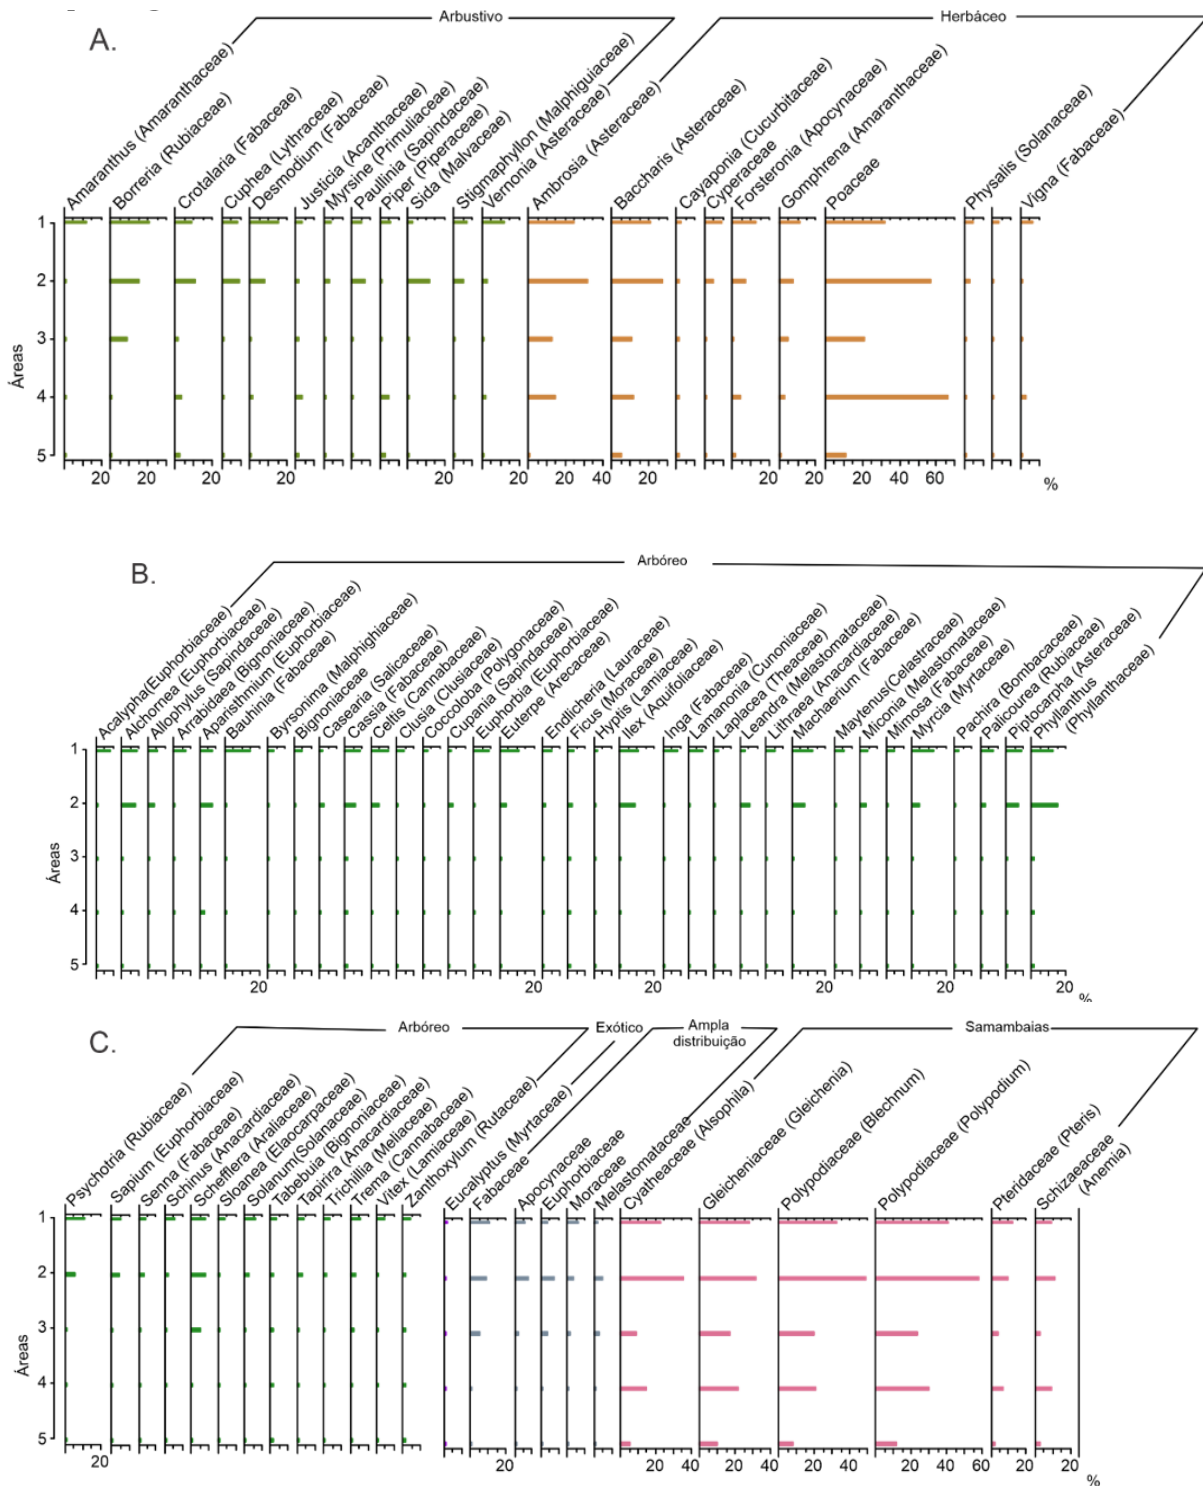 A.
Arbustivo
Herbáceo
Amaranthus (Amaranthaceae)
Borreria (Rubiaceae)
Crotalaria (Fabaceae)
Cuphea (Lythraceae)
Desmodium (Fabaceae)
Justicia (Acanthaceae)
Myrsine (Primuliaceae)
Paullinia (Sapindaceae)
Piper (Piperaceae)
Sida (Malvaceae)
Stigmaphyllon (Malphiguiaceae)
Vernonia (Asteraceae)
Ambrosia (Asteraceae)
Baccharis (Asteraceae)
Cayaponia (Cucurbitaceae)
Cyperaceae
Forsteronia (Apocynaceae)
Gomphrena (Amaranthaceae)
Poaceae
Physalis (Solanaceae)
Vigna (Fabaceae)
Áreas
1
2
3
4
5
20 20 20 20 40 20 20 20 20 40 60
%
B.
Arbóreo
Acalypha(Euphorbiaceae)
Alchornea (Euphorbiaceae)
Allophylus (Sapindaceae)
Arrabidaea (Bignoniaceae)
Aparisthmium (Euphorbiaceae)
Bauhinia (Fabaceae)
Byrsonima (Malphighiaceae)
Bignoniaceae
Casearia (Salicaceae)
Cassia (Fabaceae)
Celtis (Cannabaceae)
Clusia (Clusiaceae)
Coccoloba (Polygonaceae)
Cupania (Sapindaceae)
Euphorbia (Euphorbiaceae)
Euterpe (Arecaceae)
Endlicheria (Lauraceae)
Ficus (Moraceae)
Hyptis (Lamiaceae)
Ilex (Aquifoliaceae)
Inga (Fabaceae)
Lamanonia (Cunoniaceae)
Laplacea (Theaceae)
Leandra (Melastomataceae)
Lithraea (Anacardiaceae)
Machaerium (Fabaceae)
Maytenus(Celastraceae)
Miconia (Melastomataceae)
Mimosa (Fabaceae)
Myrcia (Myrtaceae)
Pachira (Bombacaceae)
Palicourea (Rubiaceae)
Piptocarpha (Asteraceae)
Phyllanthus
(Phyllanthaceae)
Áreas
1
2
3
4
5
20 20 20 20 20 20
%
C.
Arbóreo
Exótico
Ampla
distribuição
Samambaias
Psychotria (Rubiaceae)
Sapium (Euphorbiaceae)
Senna (Fabaceae)
Schinus (Anacardiaceae)
Schefflera (Araliaceae)
Sloanea (Elaocarpaceae)
Solanum(Solanaceae)
Tabebuia (Bignoniaceae)
Tapirira (Anacardiaceae)
Trichillia (Meliaceae)
Trema (Cannabaceae)
Vitex (Lamiaceae)
Zanthoxylum (Rutaceae)
Eucalyptus (Myrtaceae)
Fabaceae
Apocynaceae
Euphorbiaceae
Moraceae
Melastomataceae
Cyatheaceae (Alsophila)
Gleicheniaceae (Gleichenia)
Polypodiaceae (Blechnum)
Polypodiaceae (Polypodium)
Pteridaceae (Pteris)
Schizaeaceae
(Anemia)
Áreas
1
2
3
4
5
20 20 20 40 20 40 20 40 20 40 60 20 20
%